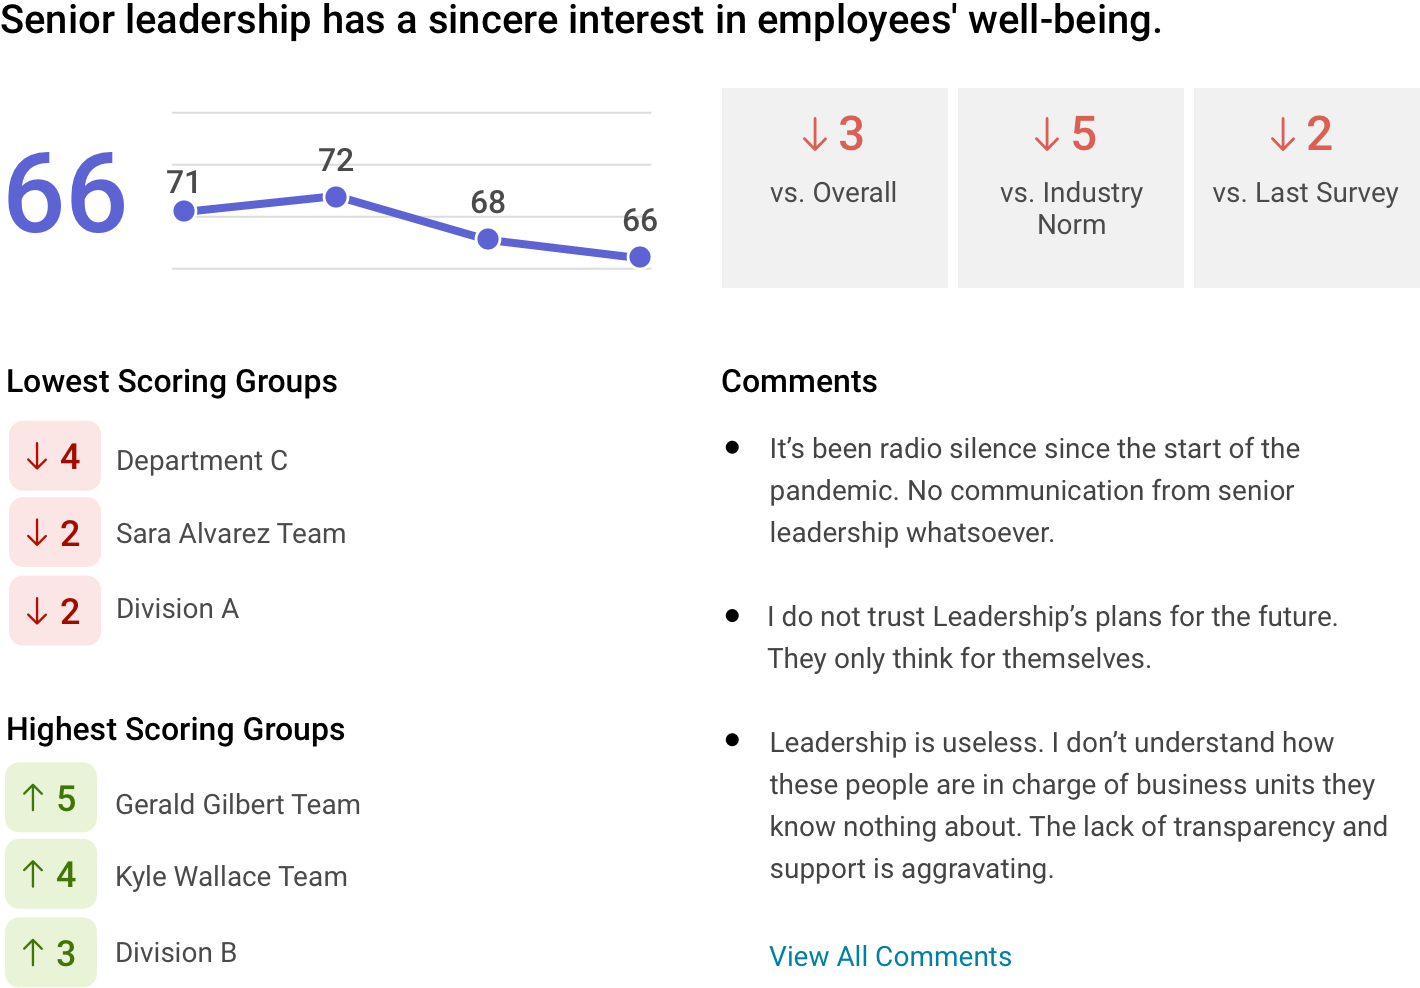 Senior leadership has a sincere interest in employees' well-being.
66
71
72
68
66
↓ 3
vs. Overall
↓ 5
vs. Industry
Norm
↓ 2
vs. Last Survey
Lowest Scoring Groups
↓ 4 Department C
↓ 2 Sara Alvarez Team
↓ 2 Division A
Highest Scoring Groups
↑ 5 Gerald Gilbert Team
↑ 4 Kyle Wallace Team
↑ 3 Division B
Comments
• It’s been radio silence since the start of the
pandemic. No communication from senior
leadership whatsoever.
• I do not trust Leadership’s plans for the future.
They only think for themselves.
• Leadership is useless. I don’t understand how
these people are in charge of business units they
know nothing about. The lack of transparency and
support is aggravating.
View All Comments